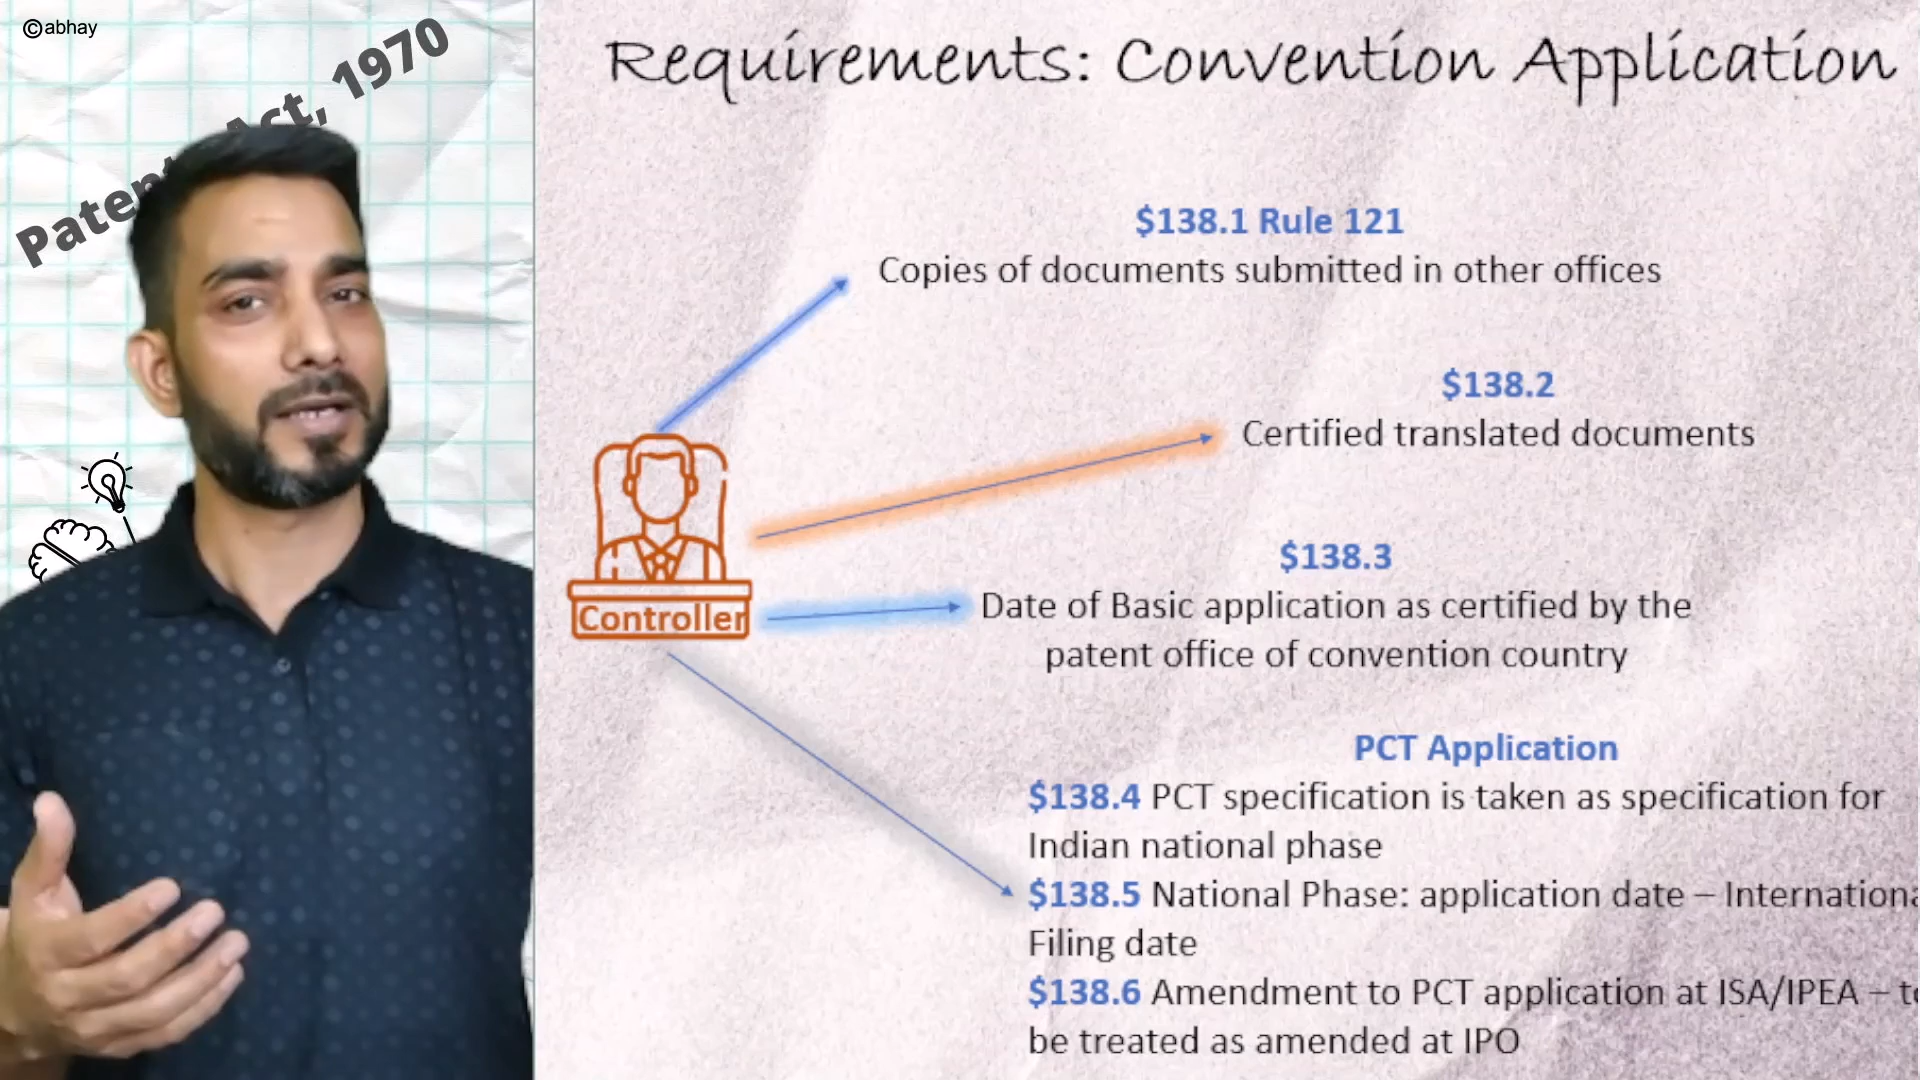 ©abhay
Patent Act, 1970
Requirements: Convention Application
$138.1 Rule 121
Copies of documents submitted in other offices
$138.2
Certified translated documents
$138.3
Date of Basic application as certified by the
patent office of convention country
Controller
PCT Application
$138.4 PCT specification is taken as specification for
Indian national phase
$138.5 National Phase: application date – Internationa
Filing date
$138.6 Amendment to PCT application at ISA/IPEA – to
be treated as amended at IPO